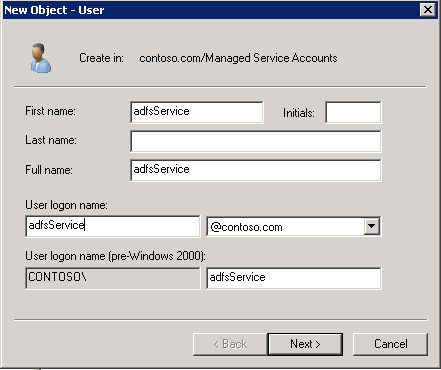 New Object - User
Create in: contoso.com/Managed Service Accounts
First name: adfsService Initials:
Last name:
Full name: adfsService
User logon name:
adfsService @contoso.com
User logon name (pre-Windows 2000):
CONTOSO\ adfsService
< Back Next > Cancel